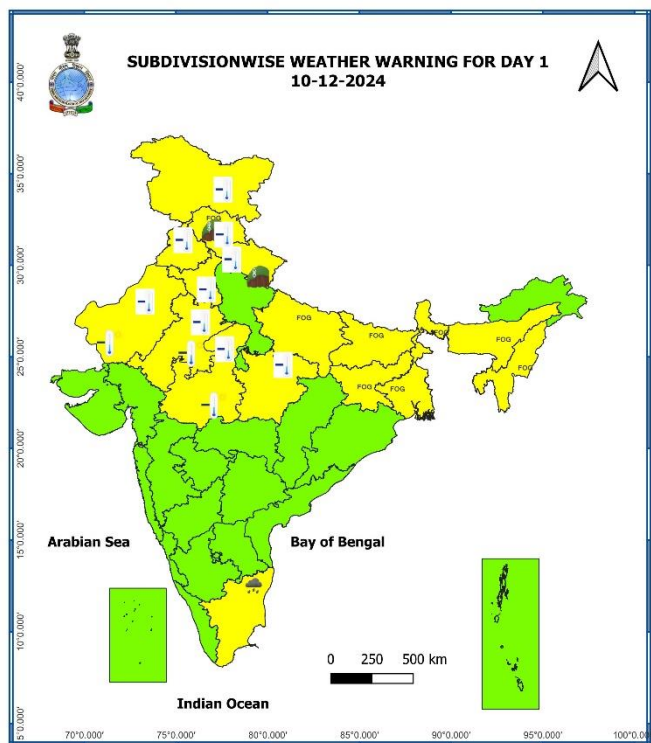 SUBDIVISIONWISE WEATHER WARNING FOR DAY 1
10-12-2024
40°0.000'
35°0.000'
30°0.000'
25°0.000'
20°0.000'
15°0.000'
10°0.000'
5°0.000'
FOG
FOG
FOG
FOG
FOG
FOG
FOG
FOG
Arabian Sea
Bay of Bengal
0 250 500 km
Indian Ocean
70°0.000' 75°0.000' 80°0.000' 85°0.000' 90°0.000' 95°0.000' 100°0.000'